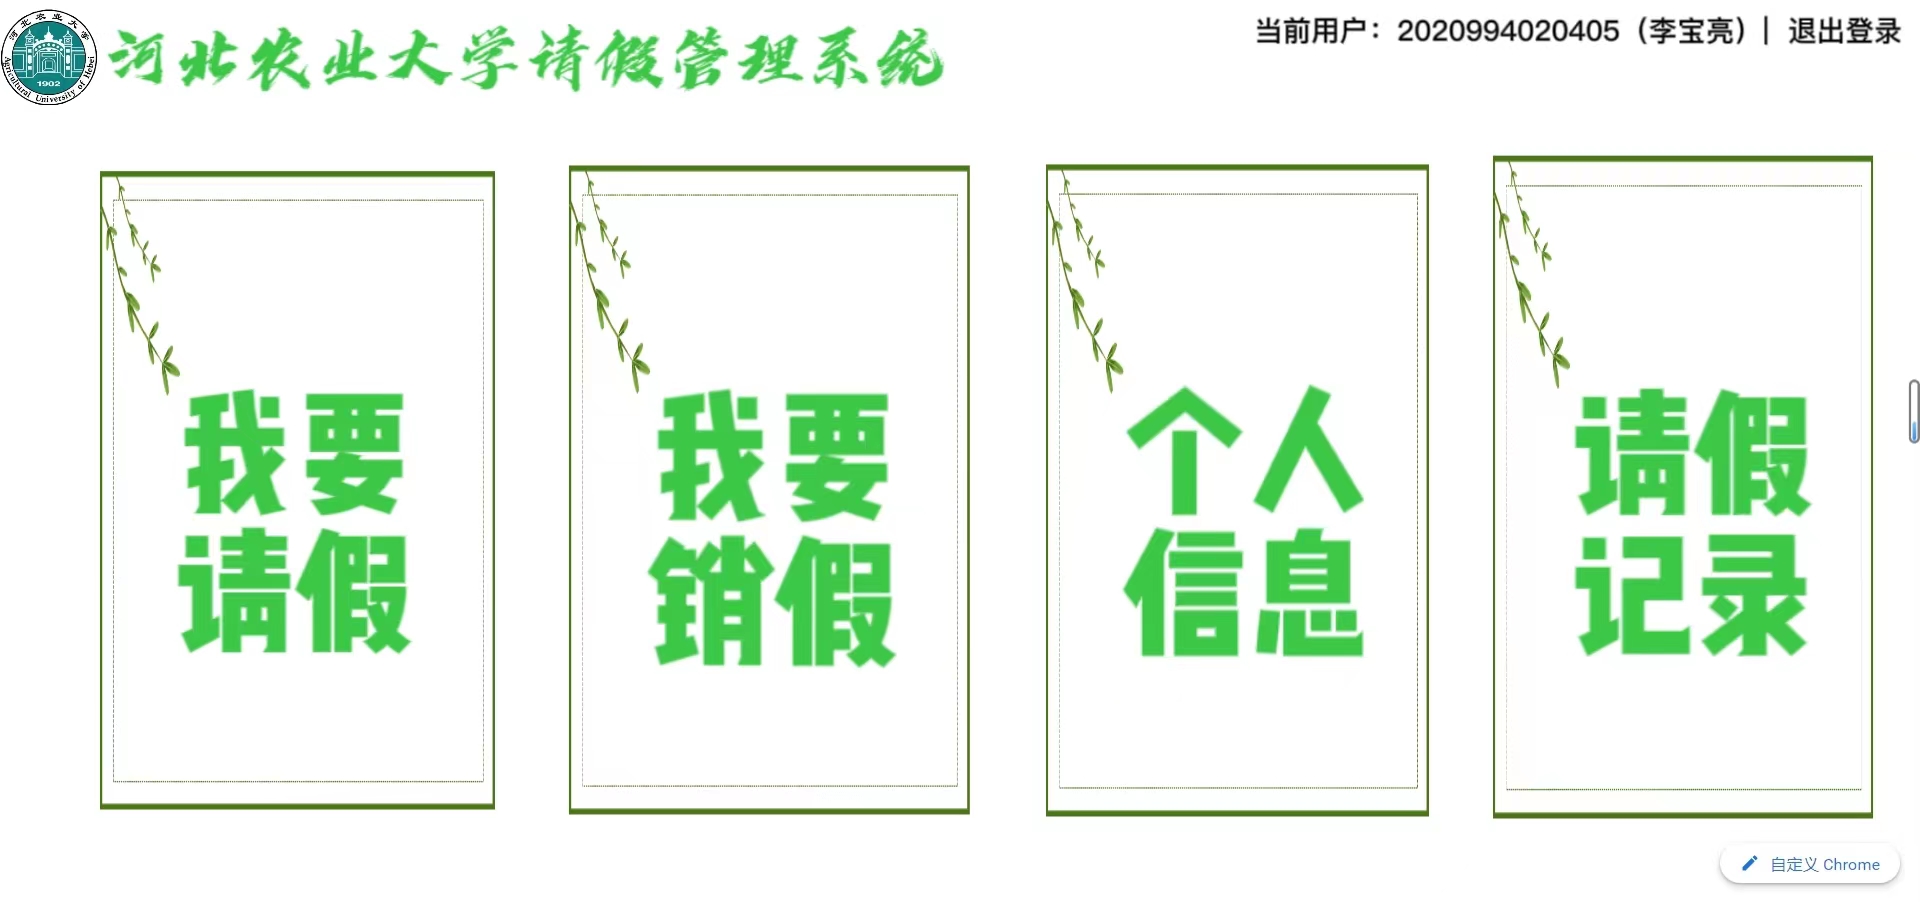 河北农业大学
Agricultural University of Hebei
1902
河北农业大学请假管理系统
当前用户：2020994020405（李宝亮）| 退出登录
我要
请假
我要
销假
个人
信息
请假
记录
自定义 Chrome